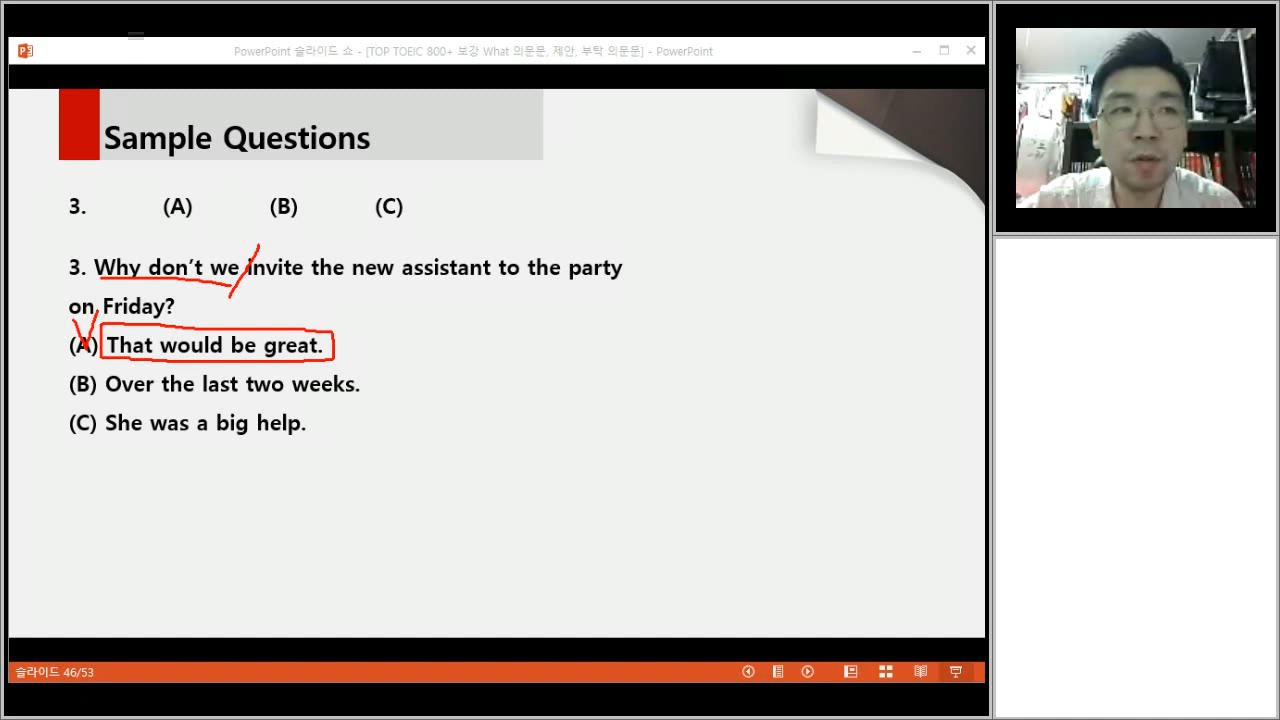 PowerPoint 슬라이드 쇼 - [TOP TOEIC 800+ 보강 What 의문문, 제안, 부탁 의문문] - PowerPoint
Sample Questions
3. (A) (B) (C)
3. Why don't we invite the new assistant to the party
on Friday?
(A) That would be great.
(B) Over the last two weeks.
(C) She was a big help.
슬라이드 46/53